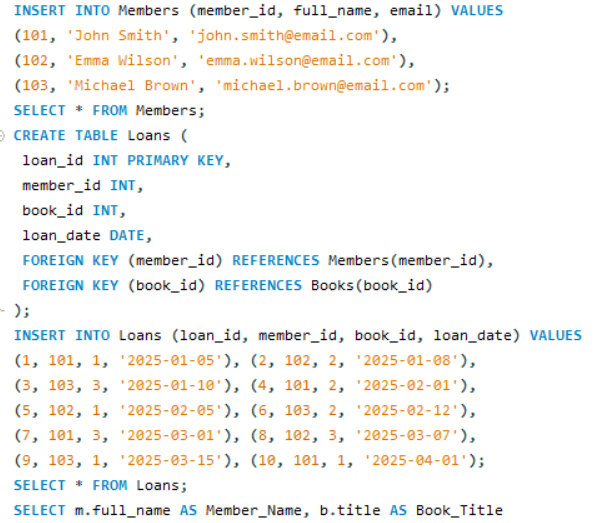 INSERT INTO Members (member_id, full_name, email) VALUES
(101, 'John Smith', 'john.smith@email.com'),
(102, 'Emma Wilson', 'emma.wilson@email.com'),
(103, 'Michael Brown', 'michael.brown@email.com');
SELECT * FROM Members;
CREATE TABLE Loans (
loan_id INT PRIMARY KEY,
member_id INT,
book_id INT,
loan_date DATE,
FOREIGN KEY (member_id) REFERENCES Members(member_id),
FOREIGN KEY (book_id) REFERENCES Books(book_id)
);
INSERT INTO Loans (loan_id, member_id, book_id, loan_date) VALUES
(1, 101, 1, '2025-01-05'), (2, 102, 2, '2025-01-08'),
(3, 103, 3, '2025-01-10'), (4, 101, 2, '2025-02-01'),
(5, 102, 1, '2025-02-05'), (6, 103, 2, '2025-02-12'),
(7, 101, 3, '2025-03-01'), (8, 102, 3, '2025-03-07'),
(9, 103, 1, '2025-03-15'), (10, 101, 1, '2025-04-01');
SELECT * FROM Loans;
SELECT m.full_name AS Member_Name, b.title AS Book_Title